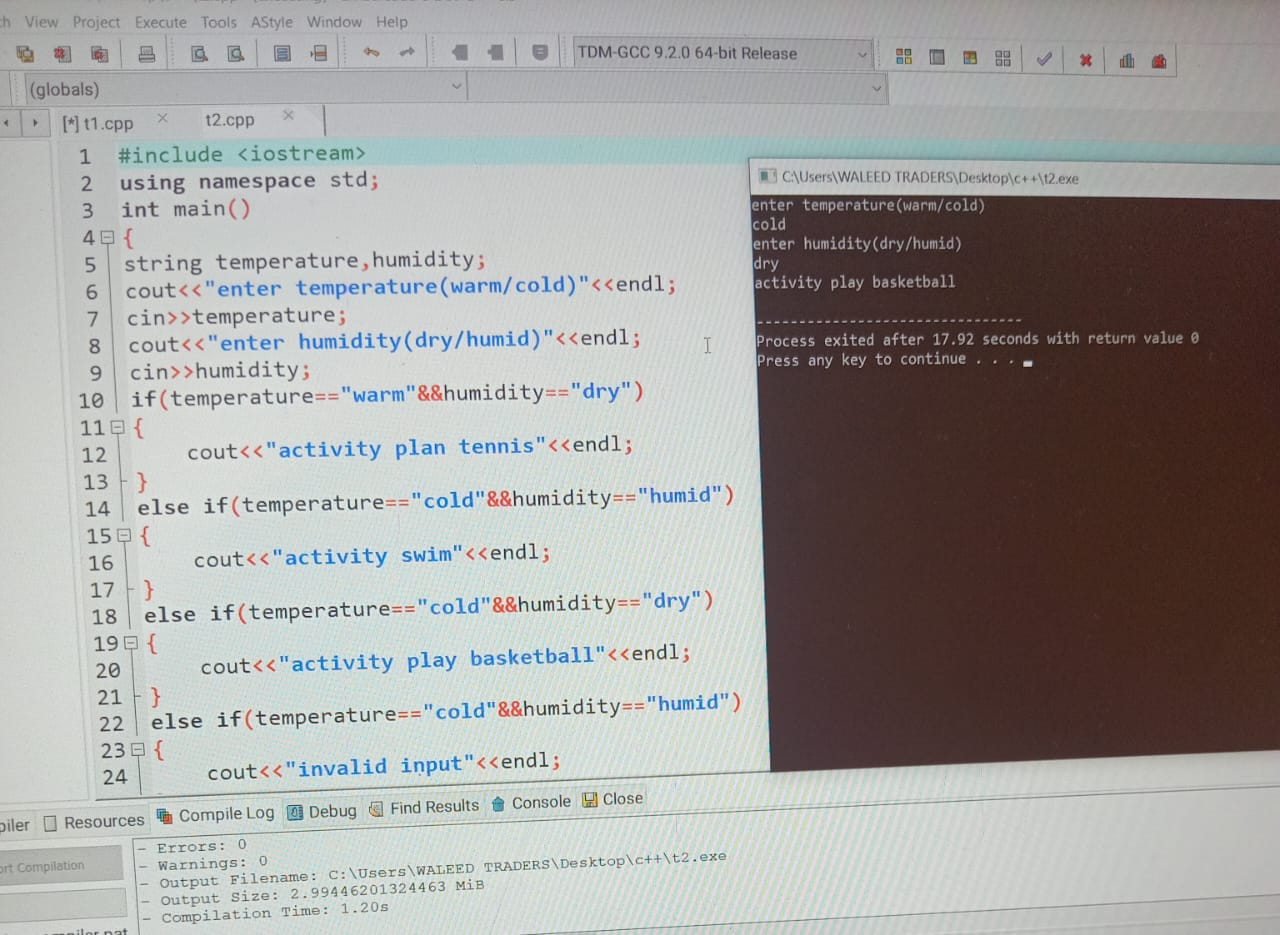 View Project Execute Tools AStyle Window Help
TDM-GCC 9.2.0 64-bit Release
(globals)
[*] t1.cpp
t2.cpp
1 #include <iostream>
2 using namespace std;
3 int main()
4 {
5 string temperature,humidity;
6 cout<<"enter temperature(warm/cold)"<<endl;
7 cin>>temperature;
8 cout<<"enter humidity(dry/humid)"<<endl;
9 cin>>humidity;
10 if(temperature=="warm"&&humidity=="dry")
11 {
12 cout<<"activity plan tennis"<<endl;
13 }
14 else if(temperature=="cold"&&humidity=="humid")
15 {
16 cout<<"activity swim"<<endl;
17 }
18 else if(temperature=="cold"&&humidity=="dry")
19 {
20 cout<<"activity play basketball"<<endl;
21 }
22 else if(temperature=="cold"&&humidity=="humid")
23 {
24 cout<<"invalid input"<<endl;
C:\Users\WALEED TRADERS\Desktop\c++\t2.exe
enter temperature(warm/cold)
cold
enter humidity(dry/humid)
dry
activity play basketball
--------------------------------
Process exited after 17.92 seconds with return value 0
Press any key to continue . . .
piler Resources Compile Log Debug Find Results Console Close
ort Compilation
- Errors: 0
- Warnings: 0
- Output Filename: C:\Users\WALEED TRADERS\Desktop\c++\t2.exe
- Output Size: 2.99446201324463 MiB
- Compilation Time: 1.20s